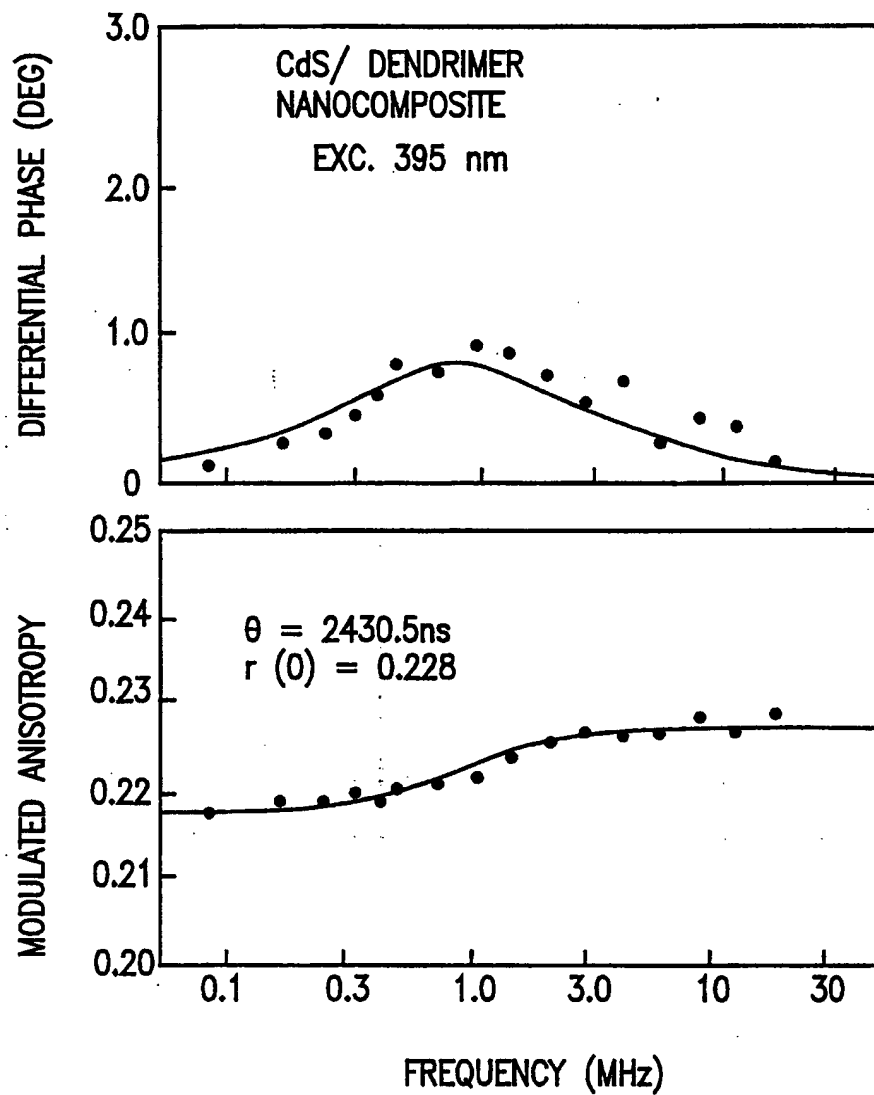 3.0
CdS/ DENDRIMER
NANOCOMPOSITE
EXC. 395 nm
2.0
1.0
0
DIFFERENTIAL PHASE (DEG)
0.25
0.24
θ = 2430.5ns
r (0) = 0.228
0.23
0.22
0.21
0.20
MODULATED ANISOTROPY
0.1 0.3 1.0 3.0 10 30
FREQUENCY (MHz)